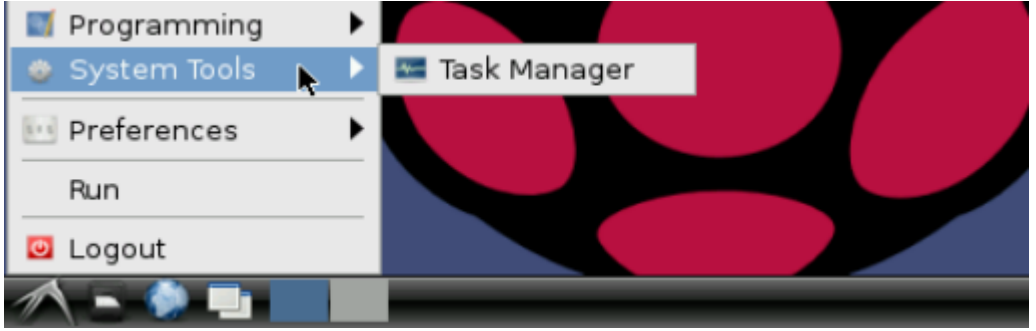 Programming
System Tools
Task Manager
Preferences
Run
Logout